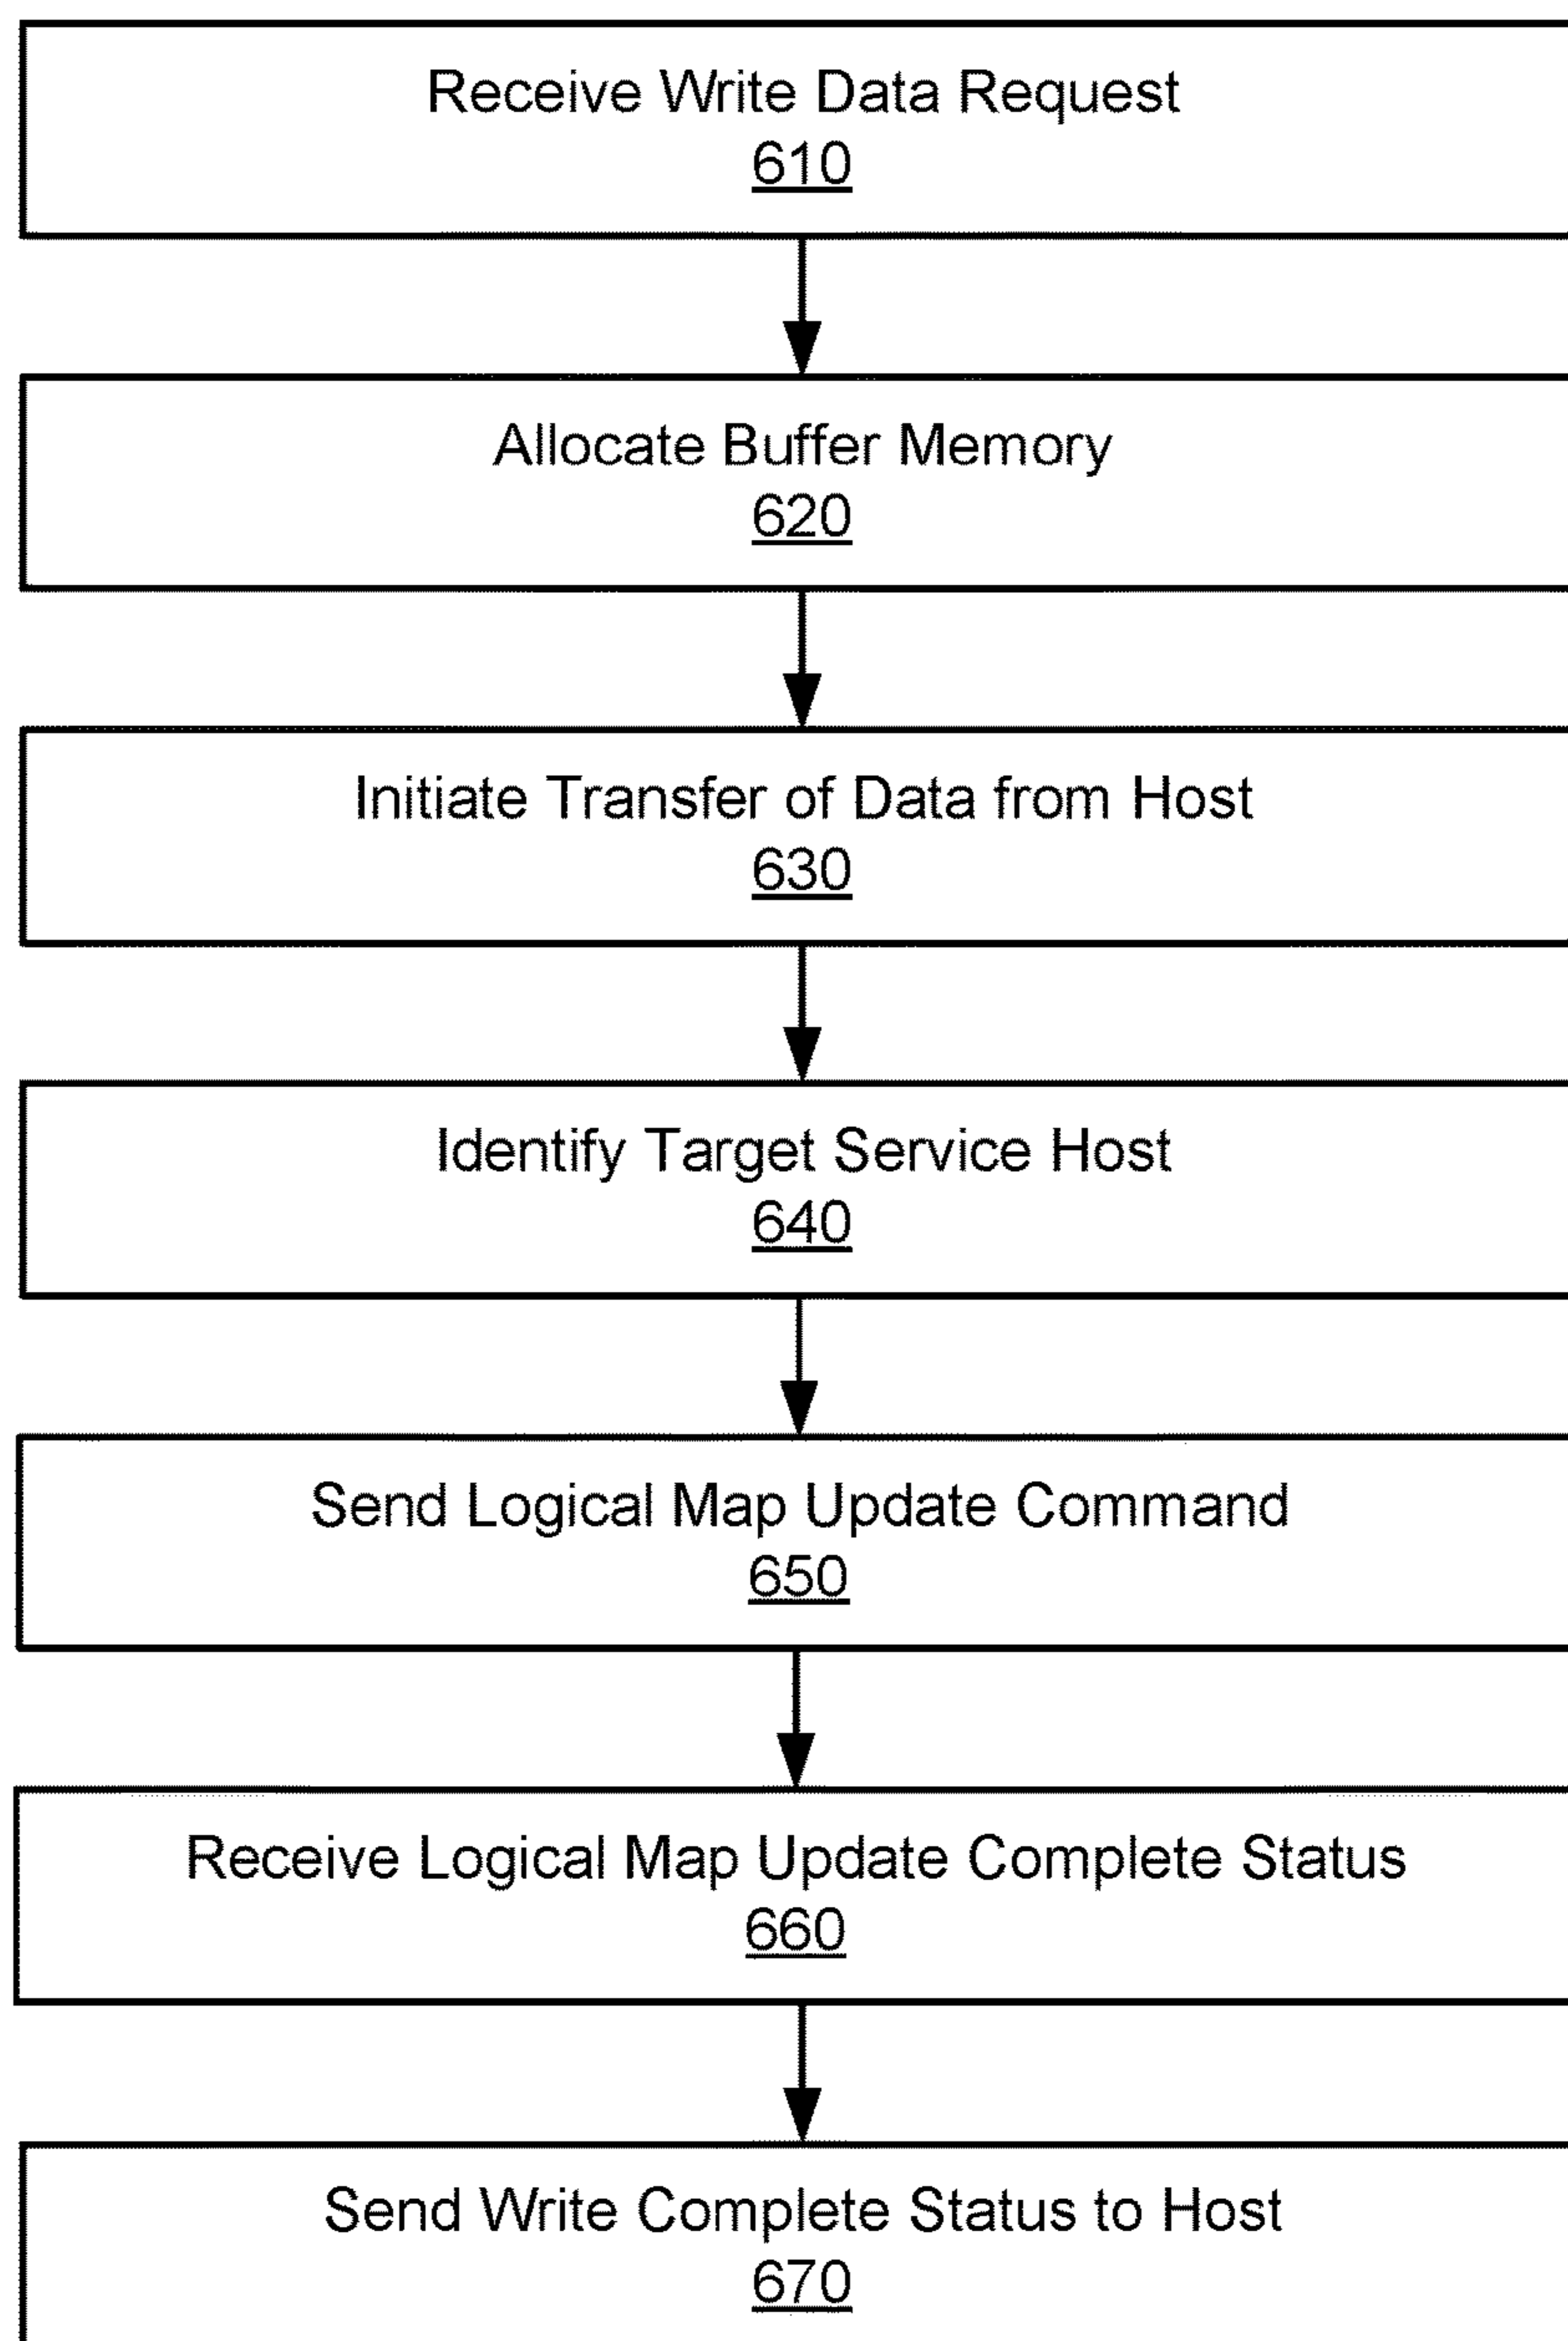 Receive Write Data Request
610
Allocate Buffer Memory
620
Initiate Transfer of Data from Host
630
Identify Target Service Host
640
Send Logical Map Update Command
650
Receive Logical Map Update Complete Status
660
Send Write Complete Status to Host
670